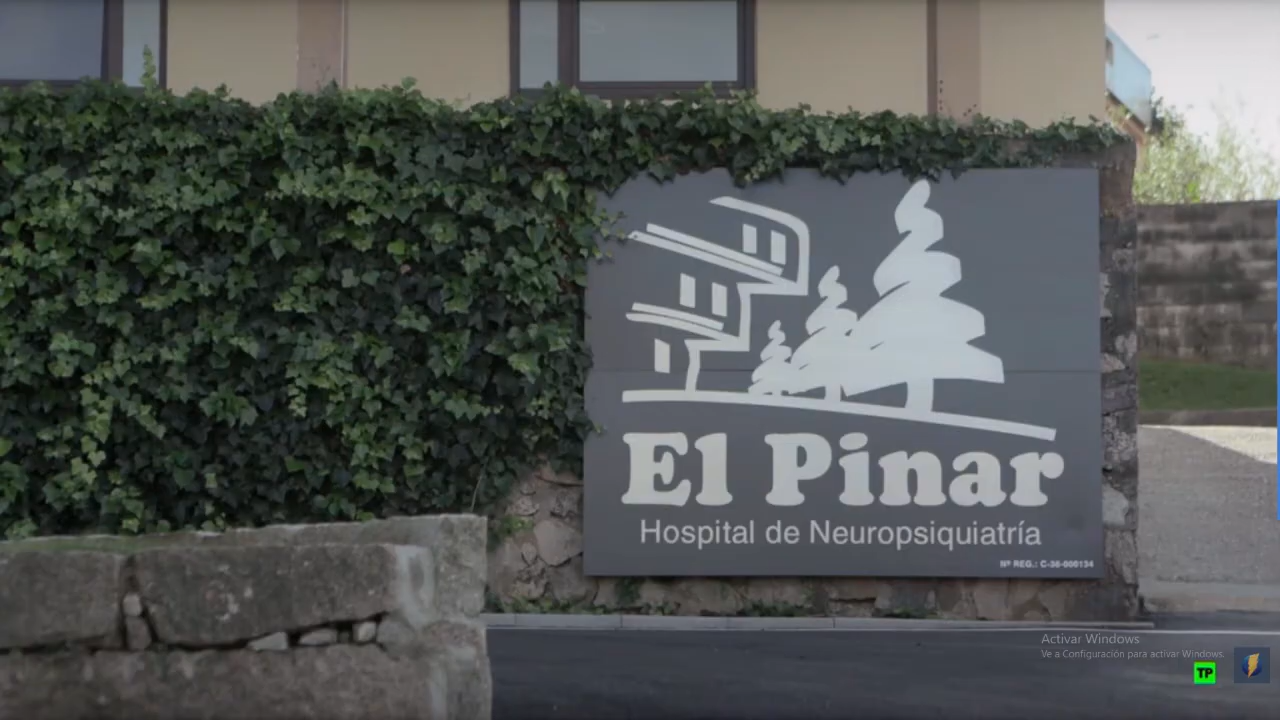 El Pinar
Hospital de Neuropsiquiatría
Nº REG.: C-36-000134
Activar Windows
Ve a Configuración para activar Windows.
TP